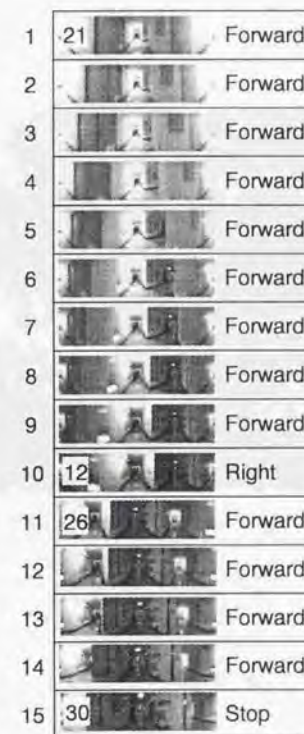 1 21 Forward
2 Forward
3 Forward
4 Forward
5 Forward
6 Forward
7 Forward
8 Forward
9 Forward
10 12 Right
11 26 Forward
12 Forward
13 Forward
14 Forward
15 30 Stop